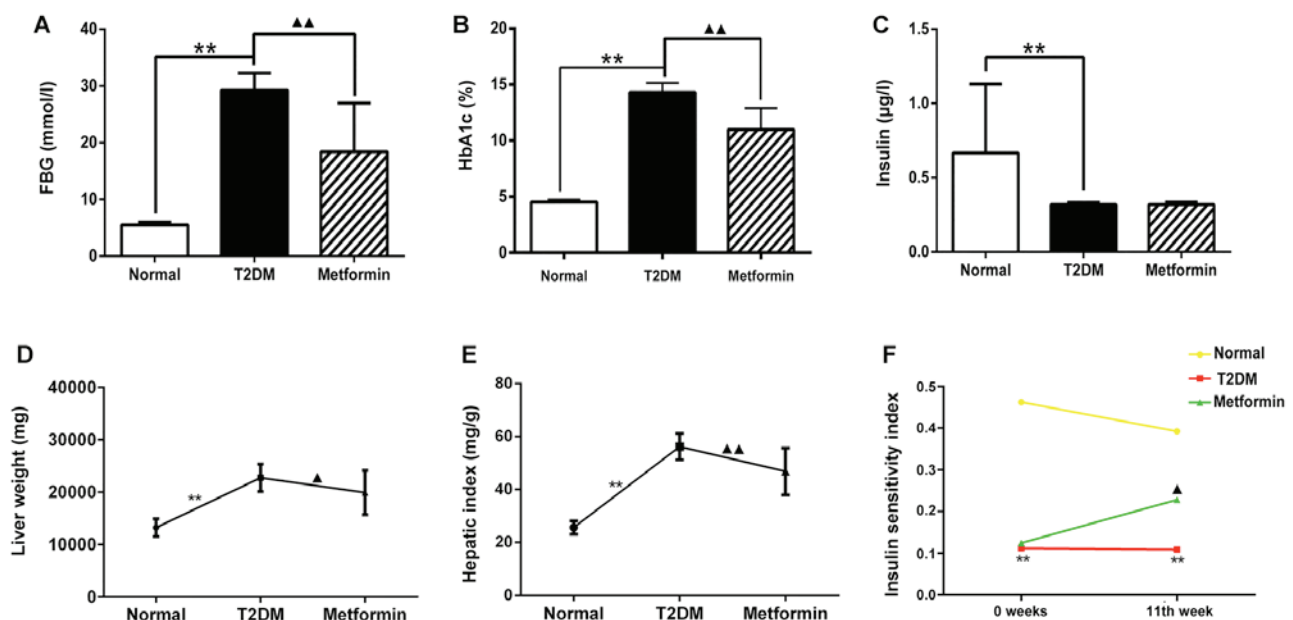 A
FBG (mmol/l)
40
30
20
10
0
**
▲▲
Normal T2DM Metformin
B
HbA1c (%)
20
15
10
5
0
**
▲▲
Normal T2DM Metformin
C
Insulin (µg/l)
1.5
1.0
0.5
0.0
**
Normal T2DM Metformin
D
Liver weight (mg)
40000
30000
20000
10000
0
**
▲
Normal T2DM Metformin
E
Hepatic index (mg/g)
80
60
40
20
0
**
▲▲
Normal T2DM Metformin
F
Normal
T2DM
Metformin
Insulin sensitivity index
0.5
0.4
0.3
0.2
0.1
0.0
▲
** **
0 weeks 11th week